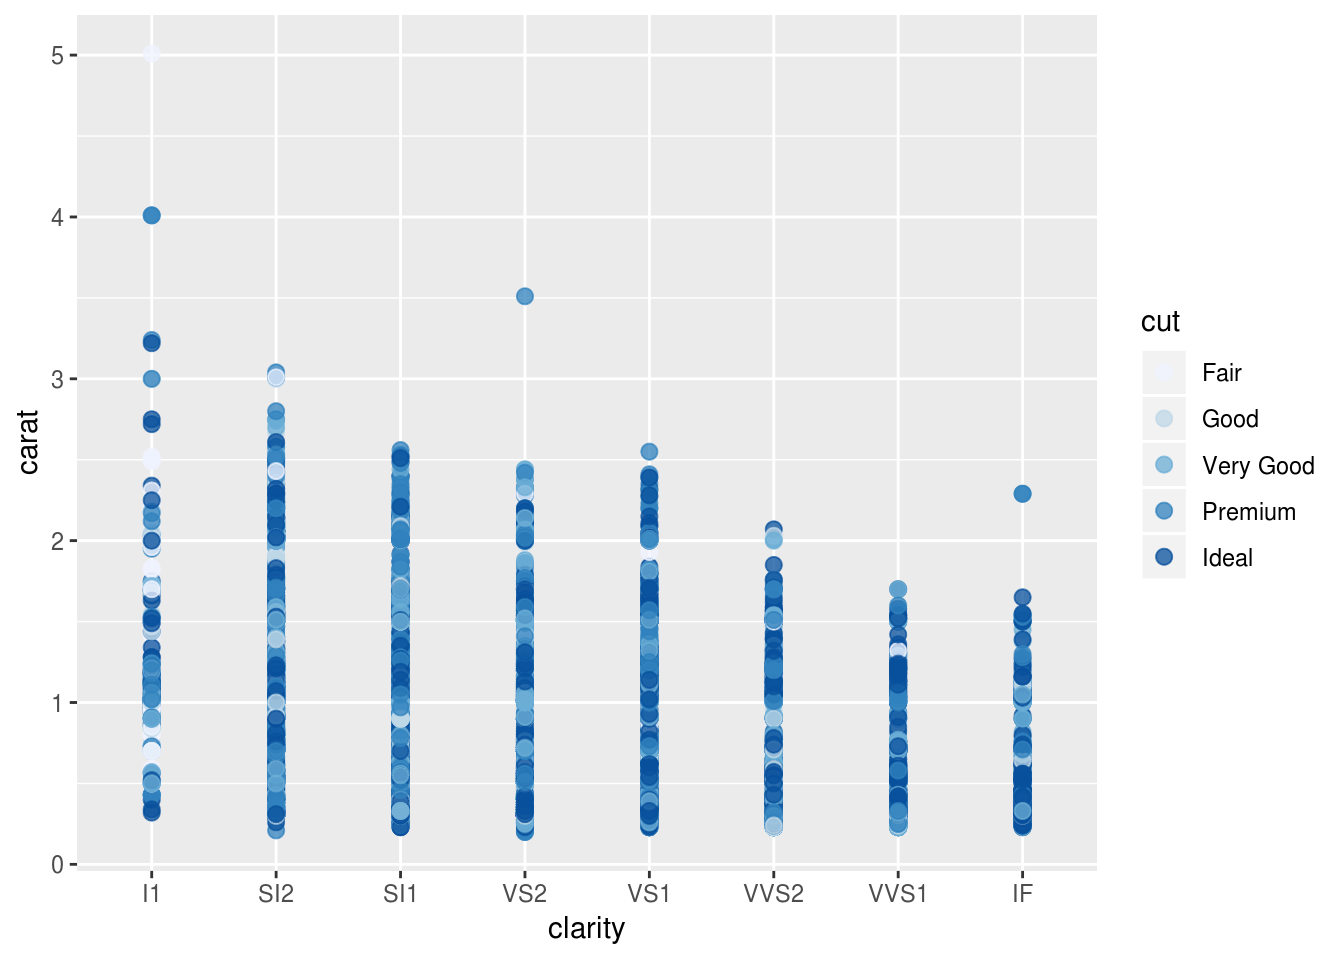 5
4
3
2
1
0
carat
I1 SI2 SI1 VS2 VS1 VVS2 VVS1 IF
clarity
cut
Fair
Good
Very Good
Premium
Ideal